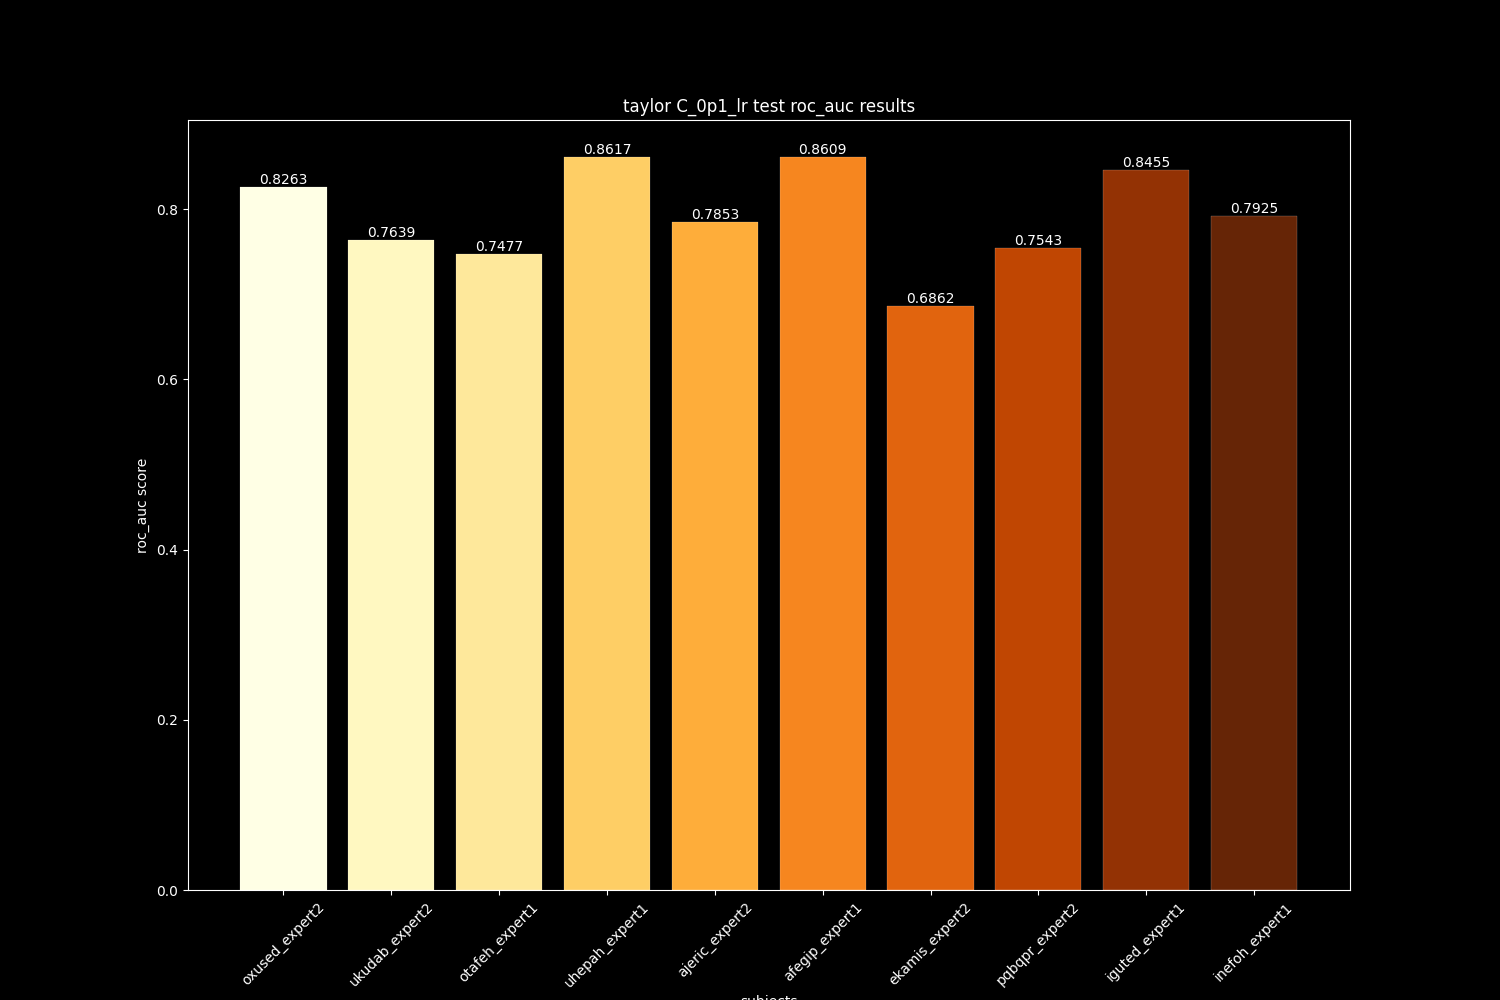 taylor C_0p1_lr test roc_auc results
0.8263
0.7639
0.7477
0.8617
0.7853
0.8609
0.6862
0.7543
0.8455
0.7925
0.8
0.6
0.4
0.2
0.0
roc_auc score
oxused_expert2
ukudab_expert2
otafeh_expert1
uhepah_expert1
ajeric_expert2
afegip_expert1
ekamis_expert2
pqbqpr_expert2
iguted_expert1
inefoh_expert1
subjects